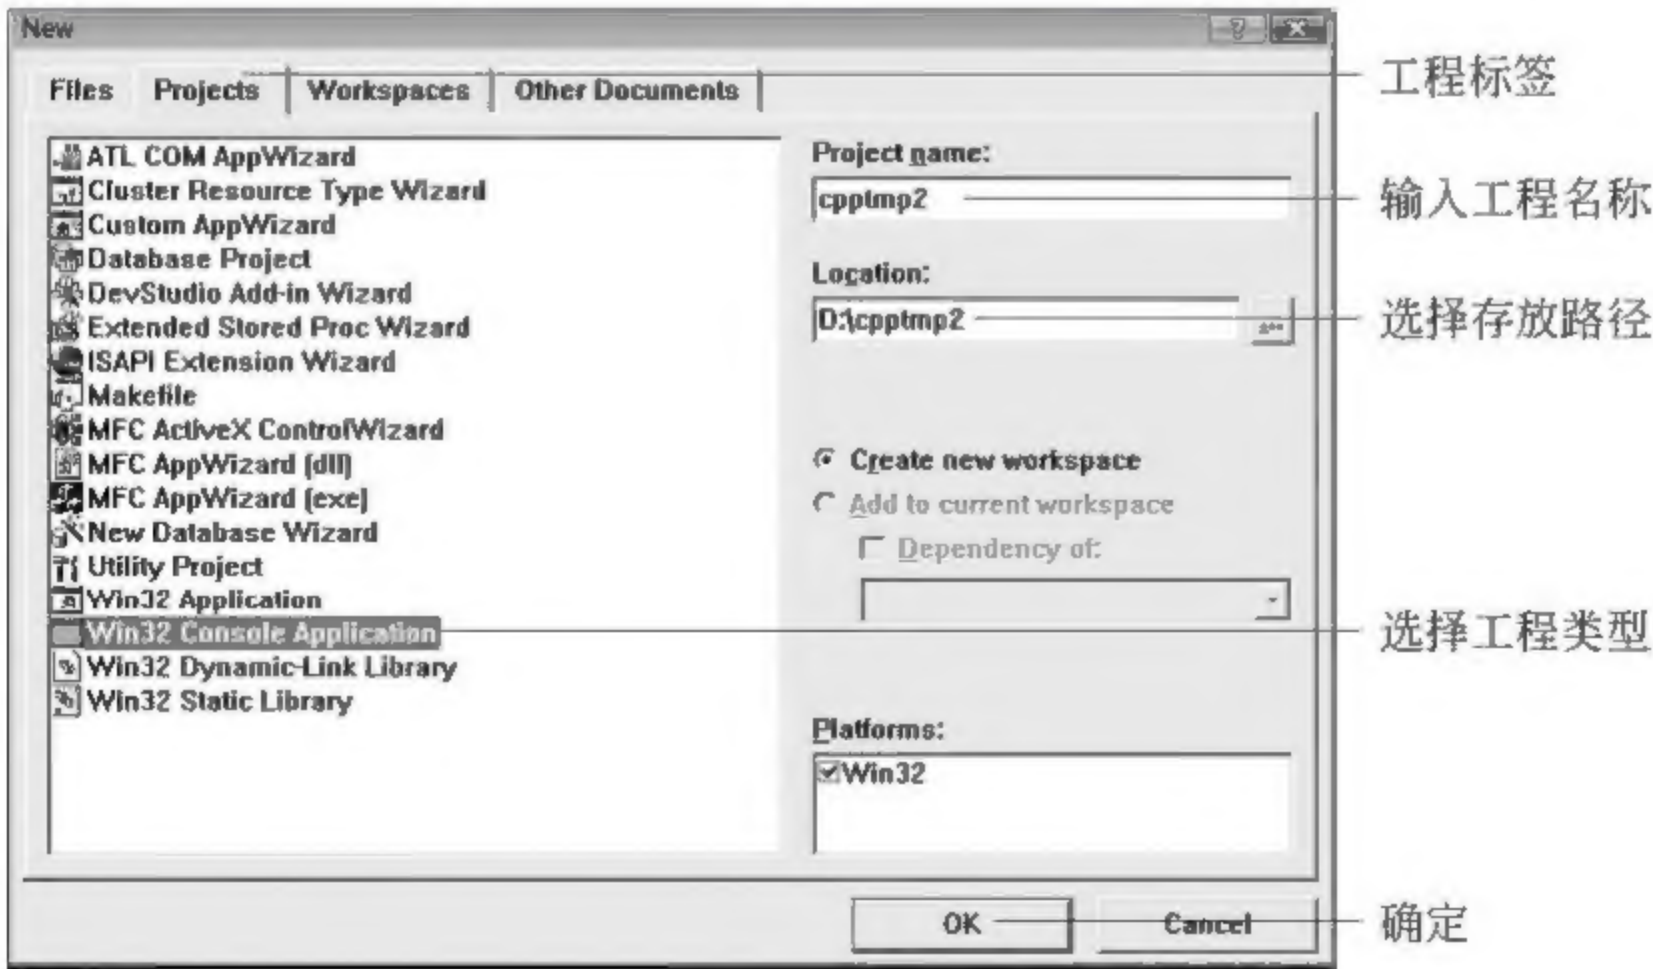 New
Files Projects Workspaces Other Documents
工程标签
ATL COM AppWizard
Cluster Resource Type Wizard
Custom AppWizard
Database Project
DevStudio Add-in Wizard
Extended Stored Proc Wizard
ISAPI Extension Wizard
Makefile
MFC ActiveX ControlWizard
MFC AppWizard (dll)
MFC AppWizard (exe)
New Database Wizard
Utility Project
Win32 Application
Win32 Console Application
Win32 Dynamic-Link Library
Win32 Static Library
Project name:
cpptmp2
输入工程名称
Location:
D:\cpptmp2
...
选择存放路径
Create new workspace
Add to current workspace
Dependency of:
选择工程类型
Platforms:
Win32
OK
Cancel
确定